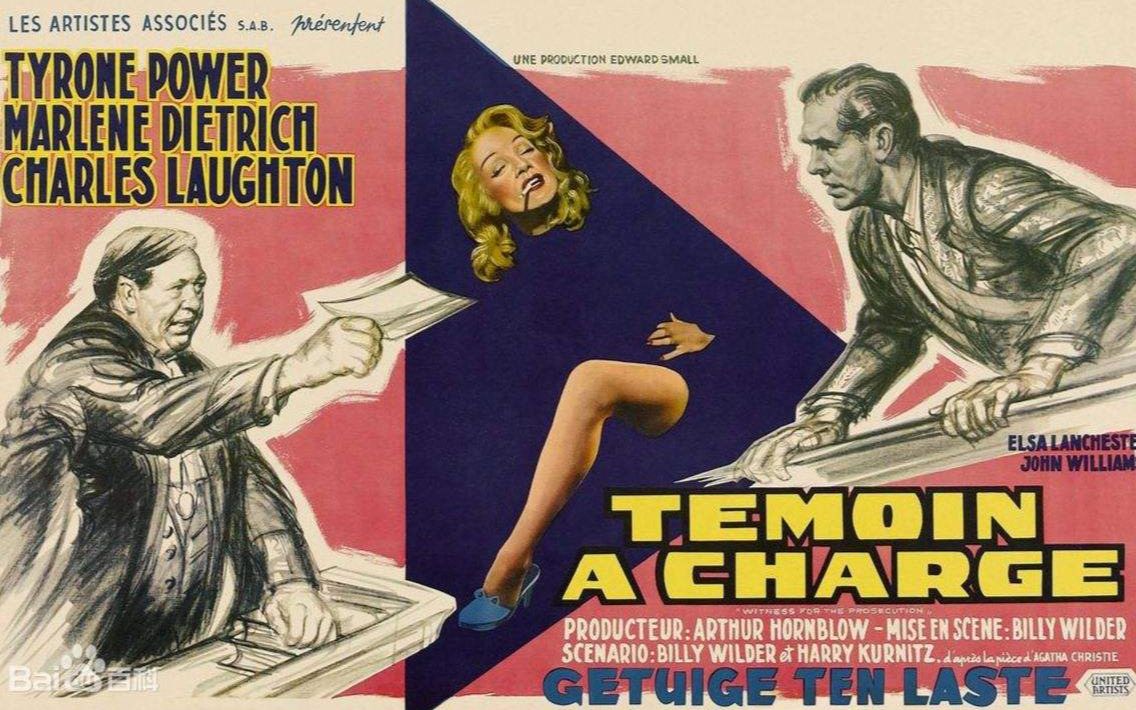 LES ARTISTES ASSOCIÉS S.A.B. présentent
TYRONE POWER
MARLENE DIETRICH
CHARLES LAUGHTON
UNE PRODUCTION EDWARD SMALL
ELSA LANCHESTE
JOHN WILLIAM
TEMOIN
A CHARGE
"WITNESS FOR THE PROSECUTION"
PRODUCTEUR: ARTHUR HORNBLOW - MISE EN SCENE: BILLY WILDER
SCENARIO: BILLY WILDER et HARRY KURNITZ. d'après la pièce d'AGATHA CHRISTIE
GETUIGE TEN LASTE
UNITED
ARTISTS
Bai百科